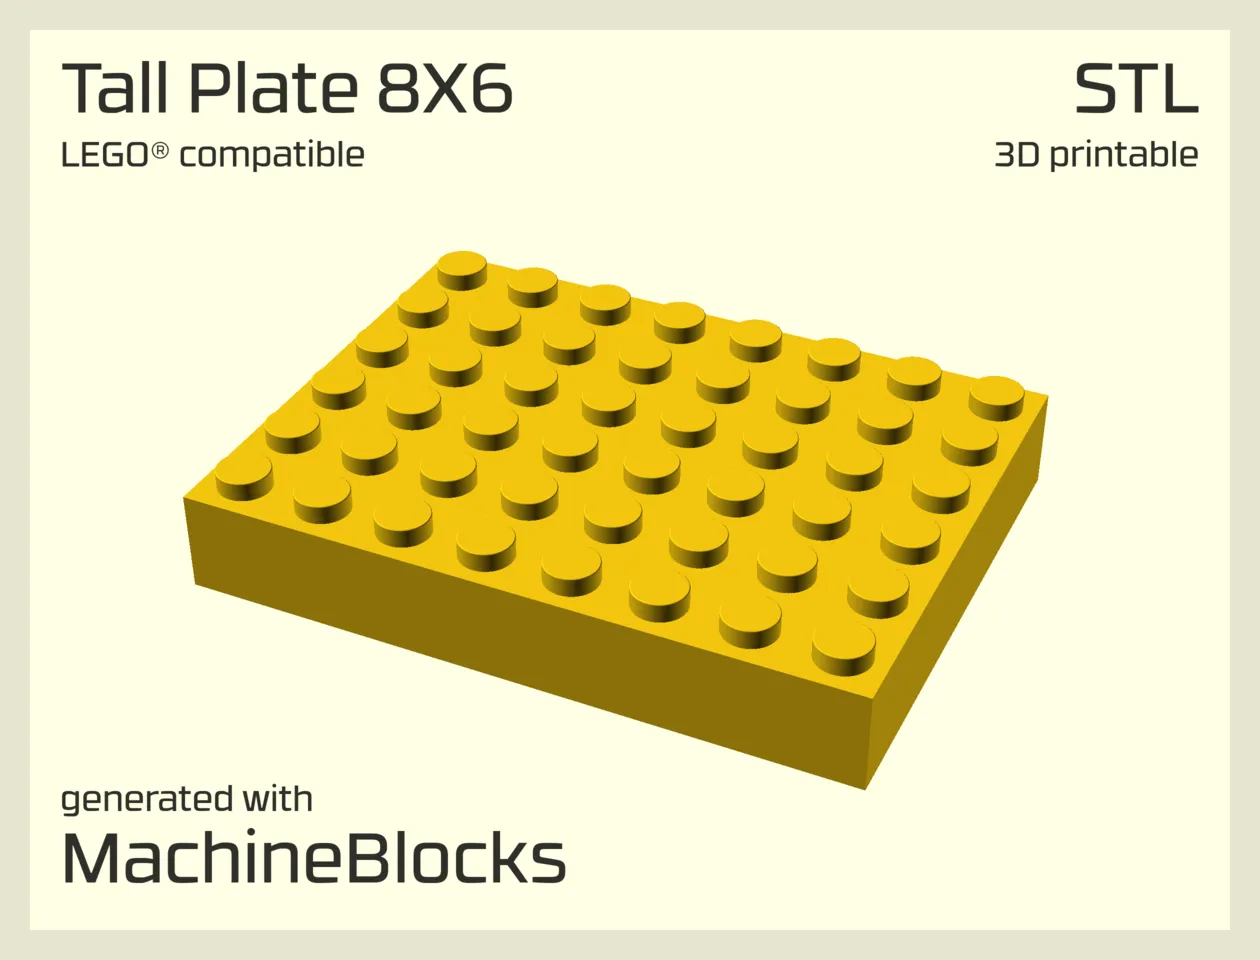 Tall Plate 8X6
LEGO® compatible
STL
3D printable
generated with
MachineBlocks